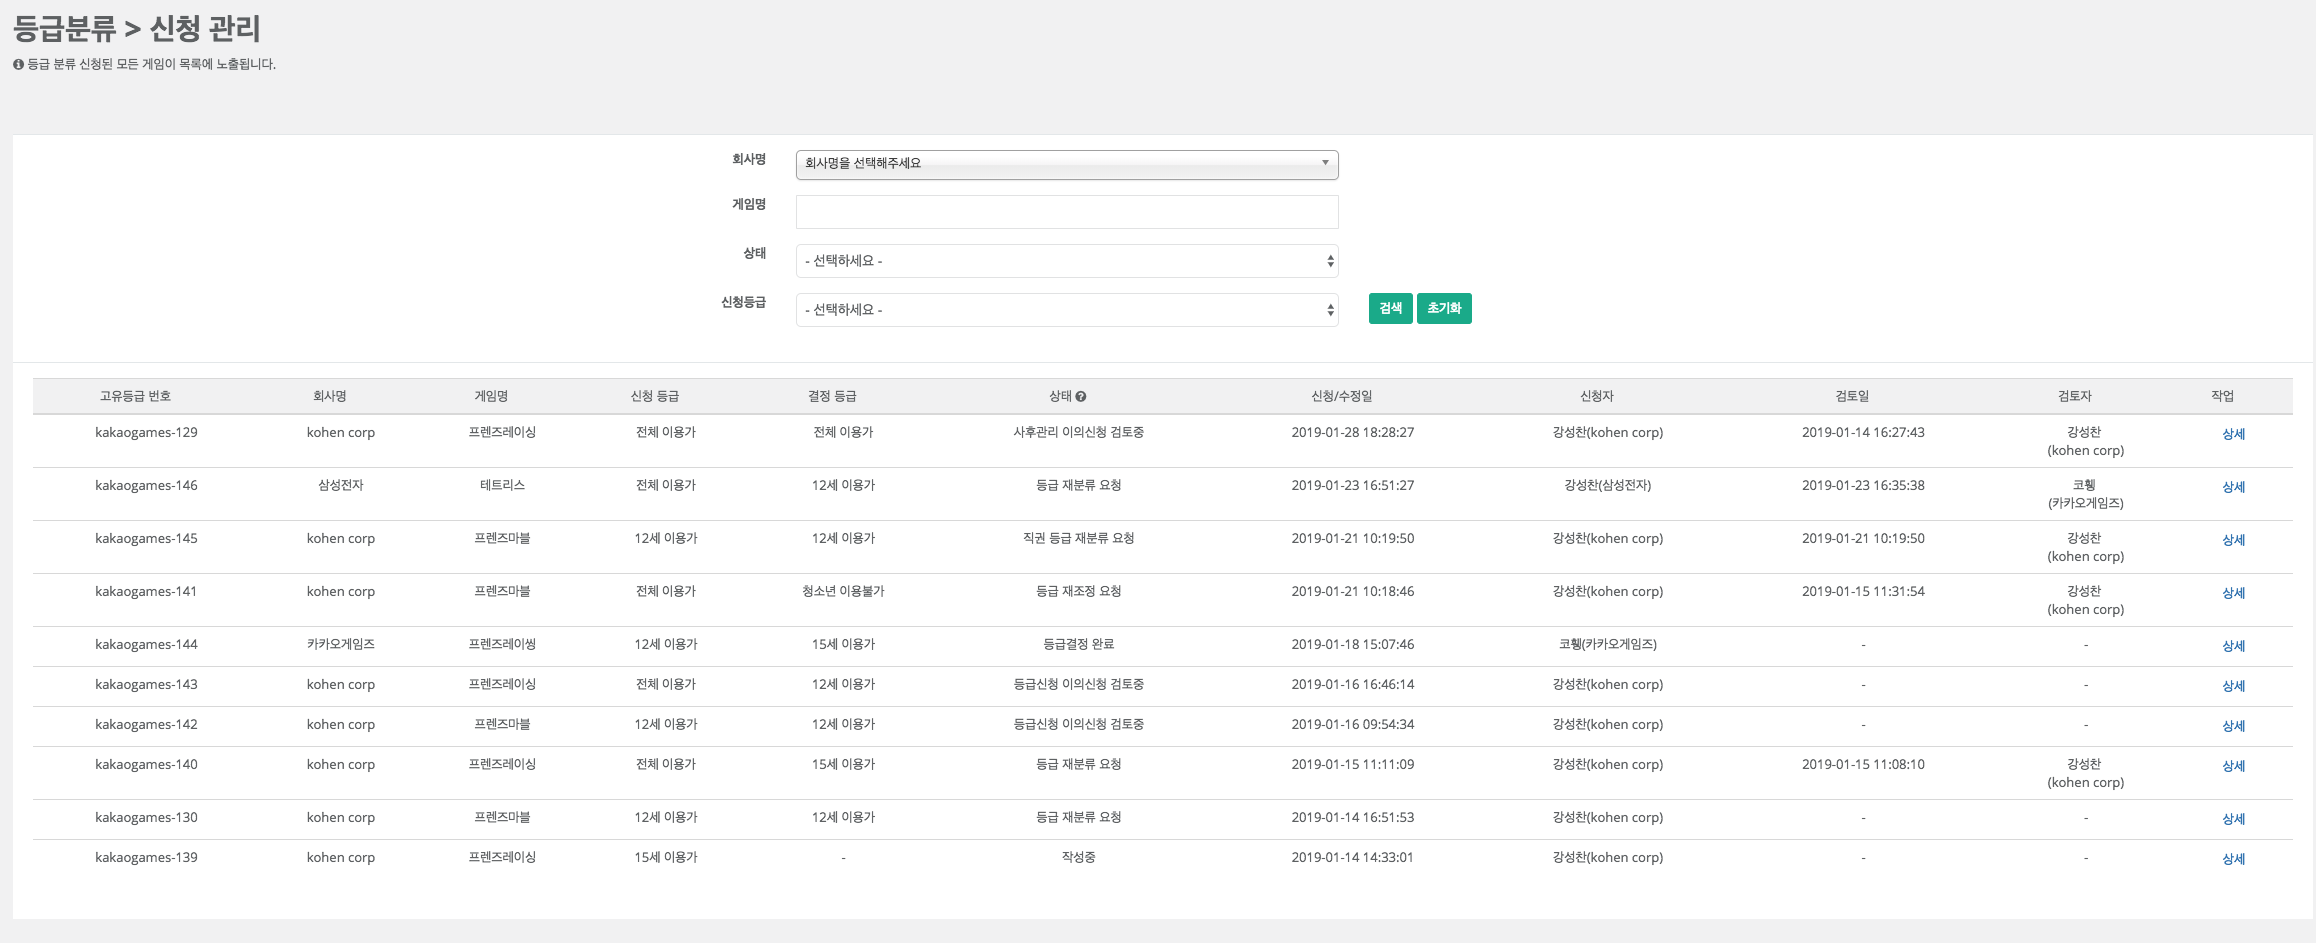 등급분류 > 신청 관리
등급 분류 신청된 모든 게임이 목록에 노출됩니다.
회사명 회사명을 선택해주세요
게임명
상태 - 선택하세요 -
신청등급 - 선택하세요 - 검색 초기화
고유등급 번호 회사명 게임명 신청 등급 결정 등급 상태 신청/수정일 신청자 검토일 검토자 작업
kakaogames-129 kohen corp 프렌즈레이싱 전체 이용가 전체 이용가 사후관리 이의신청 검토중 2019-01-28 18:28:27 강성찬(kohen corp) 2019-01-14 16:27:43 강성찬 상세
(kohen corp)
kakaogames-146 삼성전자 테트리스 전체 이용가 12세 이용가 등급 재분류 요청 2019-01-23 16:51:27 강성찬(삼성전자) 2019-01-23 16:35:38 코휑 상세
(카카오게임즈)
kakaogames-145 kohen corp 프렌즈마블 12세 이용가 12세 이용가 직권 등급 재분류 요청 2019-01-21 10:19:50 강성찬(kohen corp) 2019-01-21 10:19:50 강성찬 상세
(kohen corp)
kakaogames-141 kohen corp 프렌즈마블 전체 이용가 청소년 이용불가 등급 재조정 요청 2019-01-21 10:18:46 강성찬(kohen corp) 2019-01-15 11:31:54 강성찬 상세
(kohen corp)
kakaogames-144 카카오게임즈 프렌즈레이씽 12세 이용가 15세 이용가 등급결정 완료 2019-01-18 15:07:46 코휑(카카오게임즈) - - 상세
kakaogames-143 kohen corp 프렌즈레이싱 전체 이용가 12세 이용가 등급신청 이의신청 검토중 2019-01-16 16:46:14 강성찬(kohen corp) - - 상세
kakaogames-142 kohen corp 프렌즈마블 12세 이용가 12세 이용가 등급신청 이의신청 검토중 2019-01-16 09:54:34 강성찬(kohen corp) - - 상세
kakaogames-140 kohen corp 프렌즈레이싱 전체 이용가 15세 이용가 등급 재분류 요청 2019-01-15 11:11:09 강성찬(kohen corp) 2019-01-15 11:08:10 강성찬 상세
(kohen corp)
kakaogames-130 kohen corp 프렌즈마블 12세 이용가 12세 이용가 등급 재분류 요청 2019-01-14 16:51:53 강성찬(kohen corp) - - 상세
kakaogames-139 kohen corp 프렌즈레이싱 15세 이용가 - 작성중 2019-01-14 14:33:01 강성찬(kohen corp) - - 상세